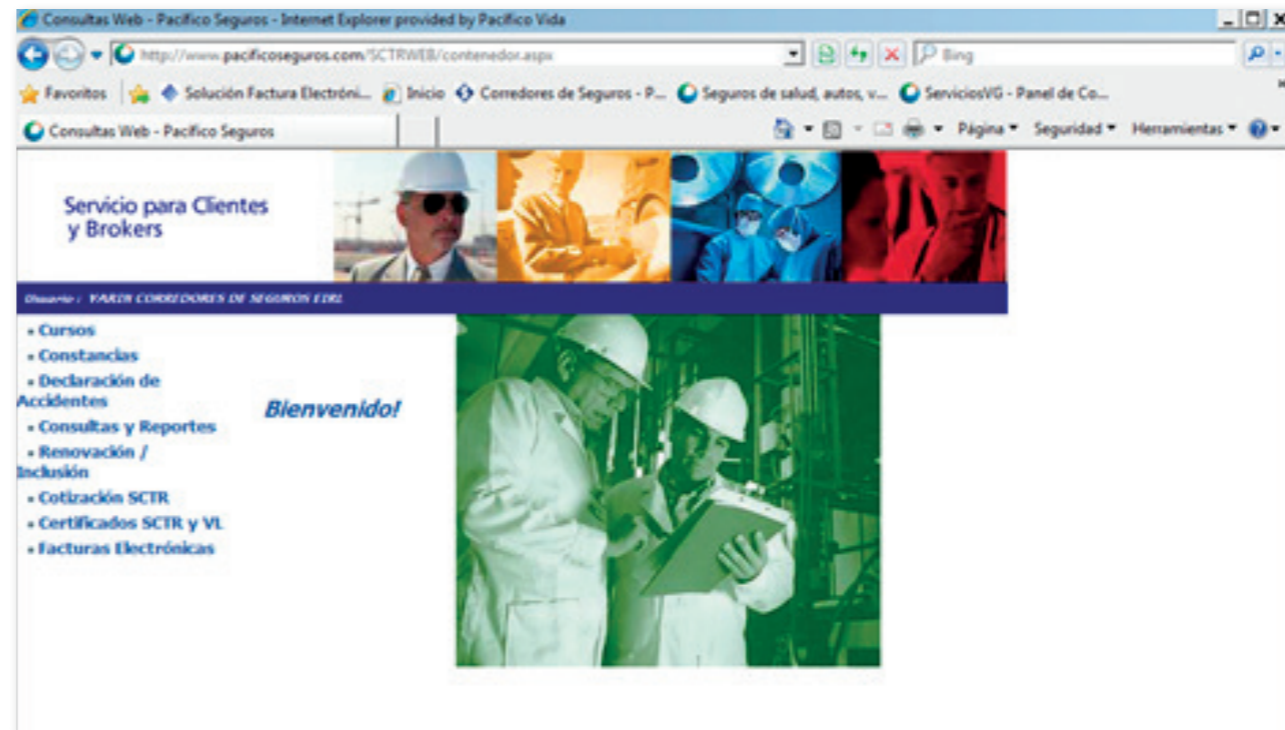 Consultas Web - Pacífico Seguros - Internet Explorer provided by Pacífico Vida
http://www.pacificoseguros.com/SCTRWEB/contenedor.aspx
Bing
Favoritos
Solución Factura Electróni...
Inicio
Corredores de Seguros - P...
Seguros de salud, autos, v...
ServiciosVG - Panel de Co...
Consultas Web - Pacífico Seguros
Página
Seguridad
Herramientas
Servicio para Clientes
y Brokers
Usuario : YARIN CORREDORES DE SEGUROS EIRL
Cursos
Constancias
Declaración de
Accidentes
Consultas y Reportes
Renovación /
Inclusión
Cotización SCTR
Certificados SCTR y VL
Facturas Electrónicas
Bienvenido!